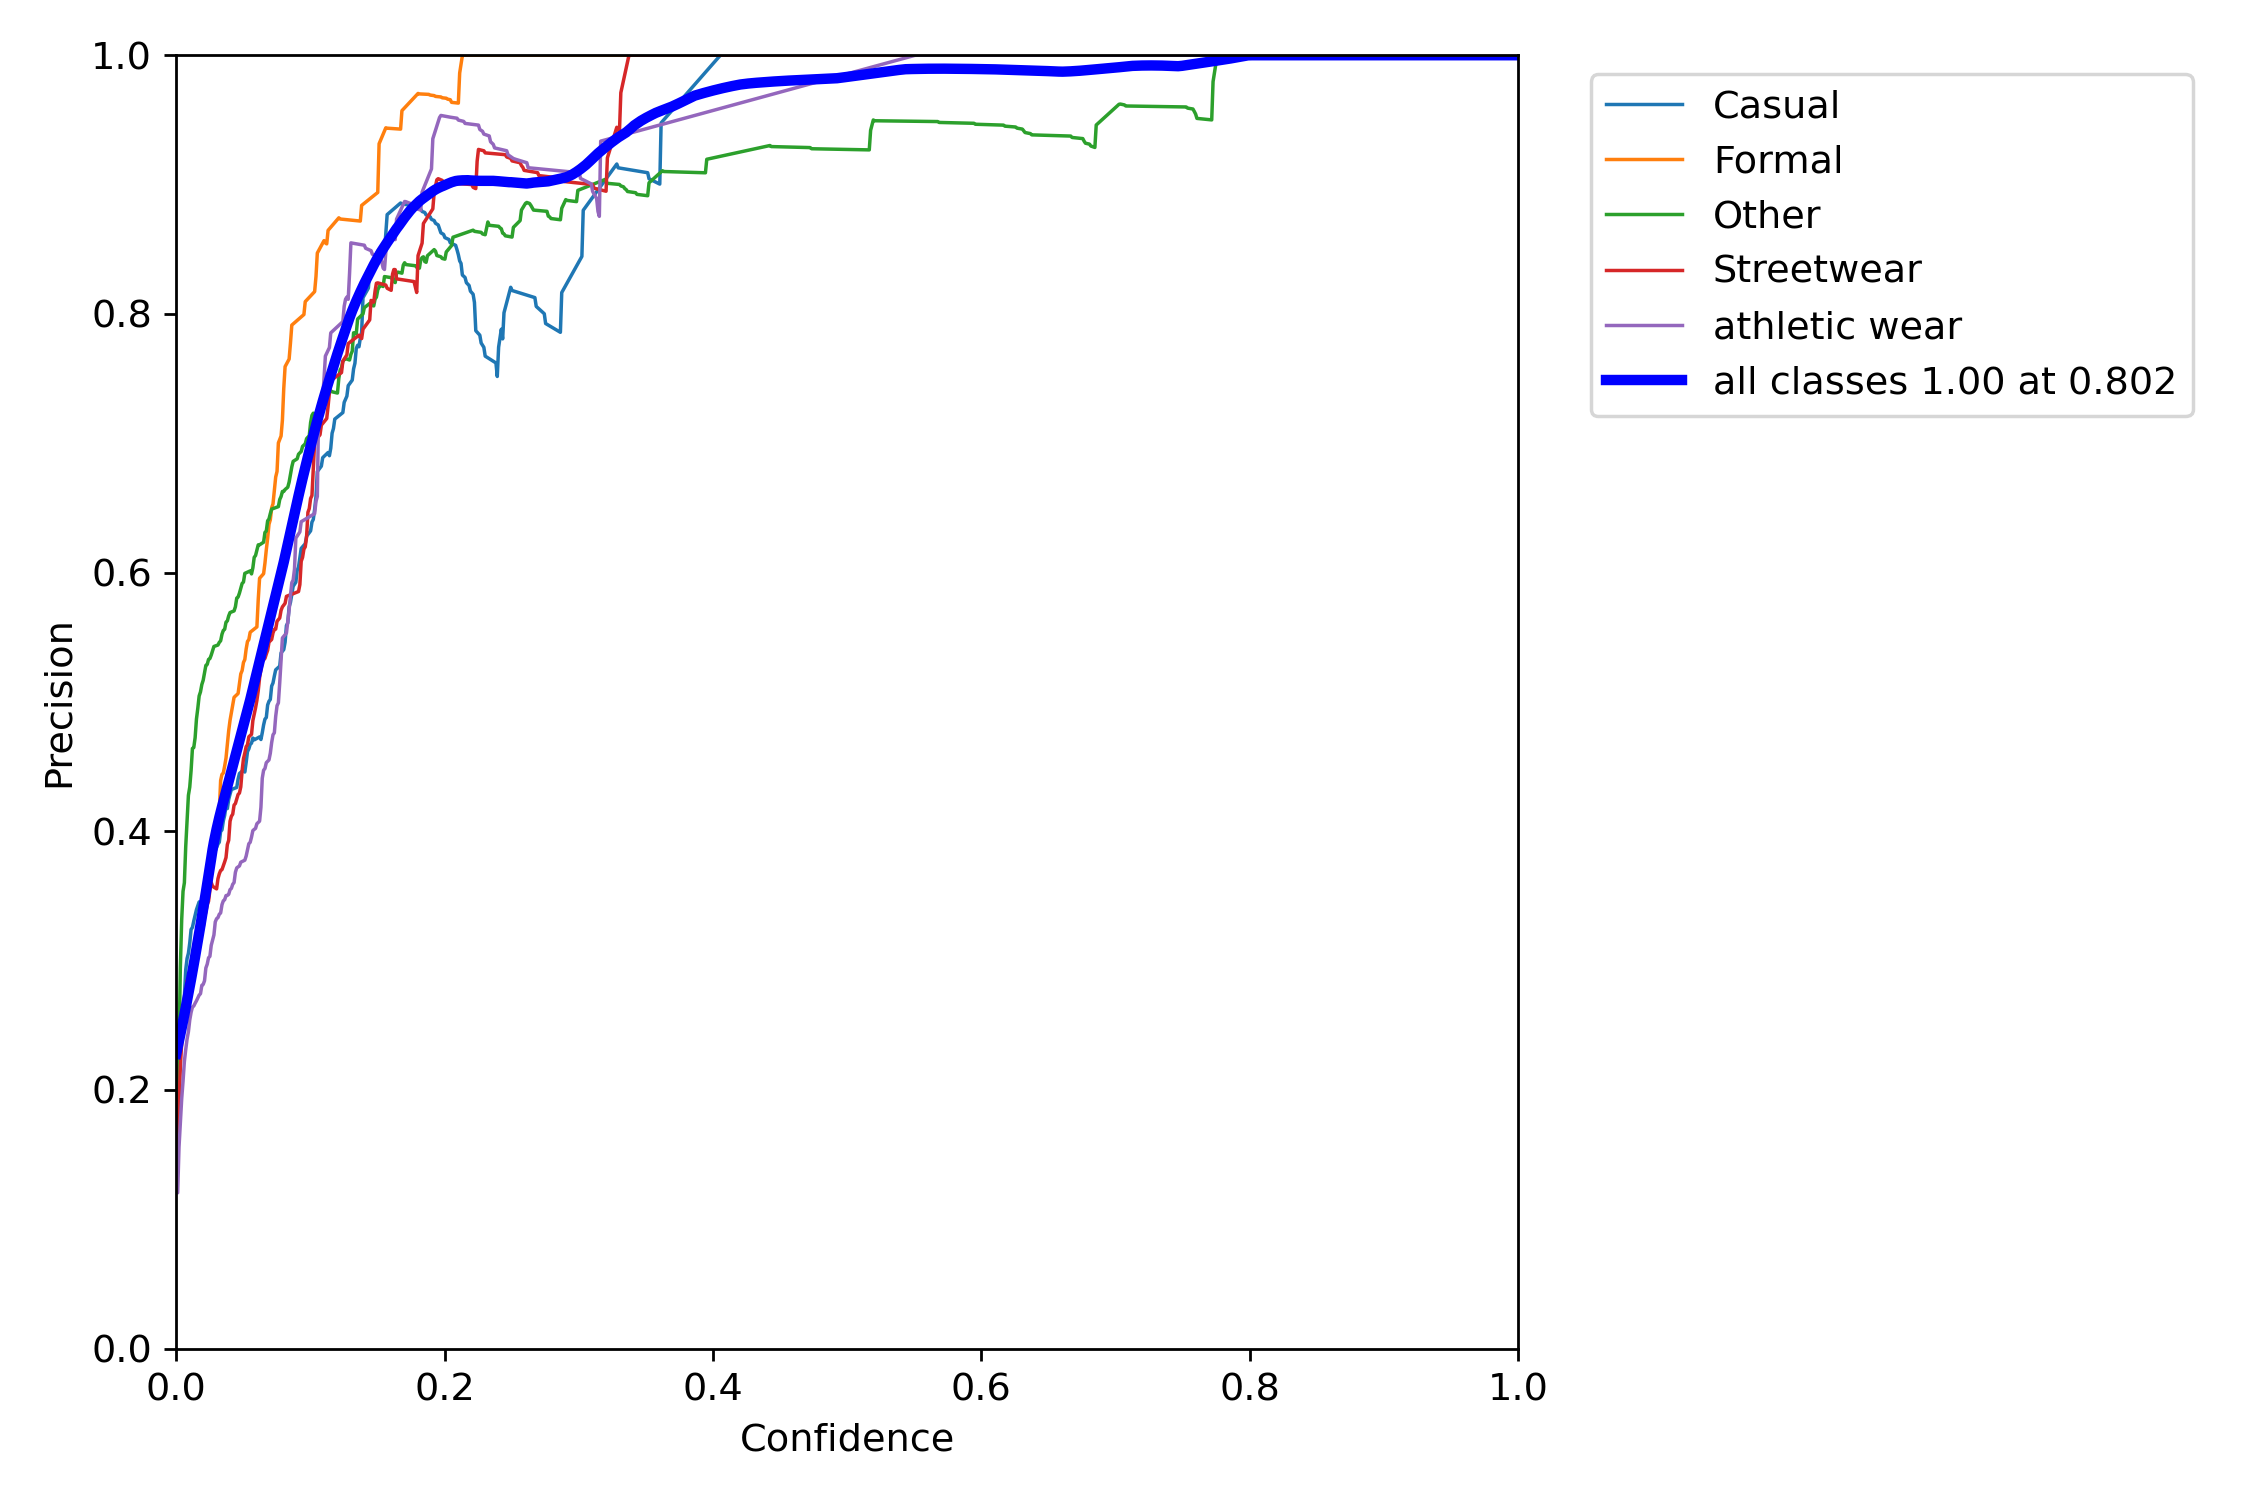 1.0
0.8
0.6
0.4
0.2
0.0
0.0 0.2 0.4 0.6 0.8 1.0
Precision
Confidence
Casual
Formal
Other
Streetwear
athletic wear
all classes 1.00 at 0.802